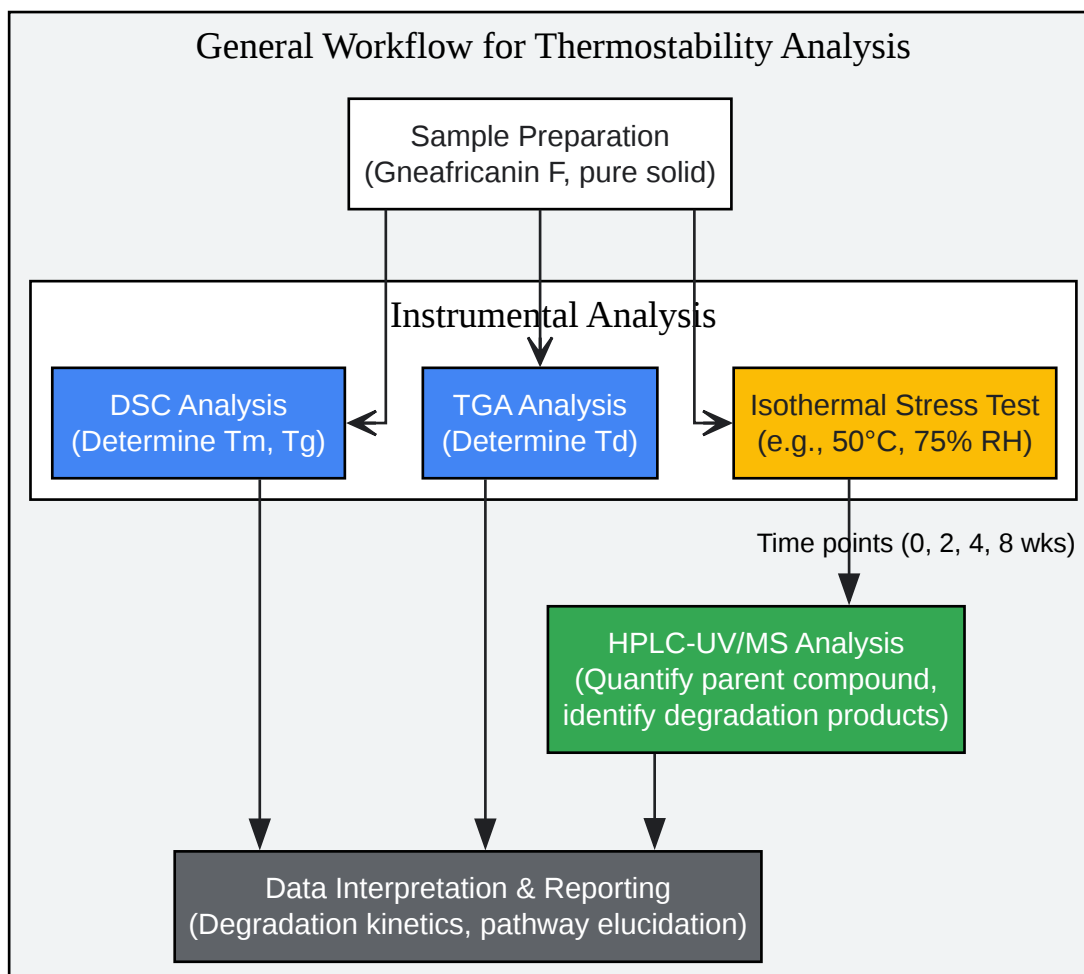 General Workflow for Thermostability Analysis
Sample Preparation
(Gneafricanin F, pure solid)
Instrumental Analysis
DSC Analysis
(Determine Tm, Tg)
TGA Analysis
(Determine Td)
Isothermal Stress Test
(e.g., 50°C, 75% RH)
Time points (0, 2, 4, 8 wks)
HPLC-UV/MS Analysis
(Quantify parent compound,
identify degradation products)
Data Interpretation & Reporting
(Degradation kinetics, pathway elucidation)